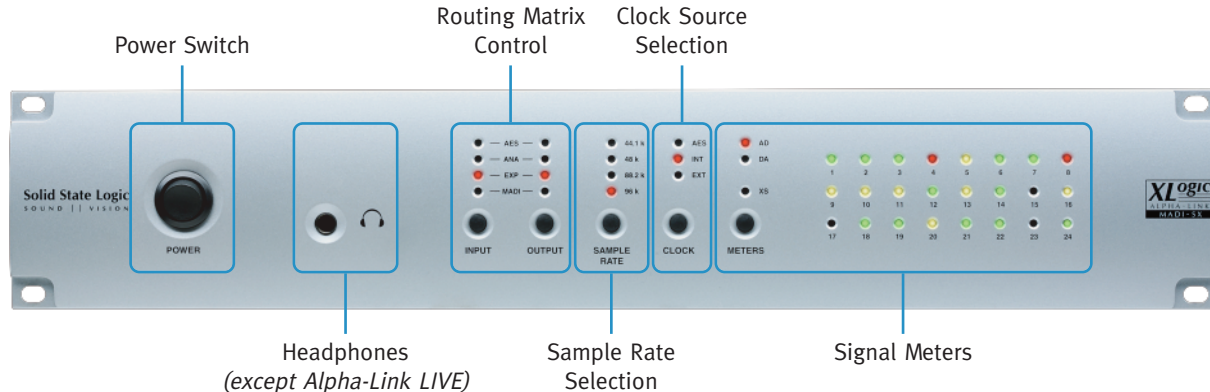 Power Switch
Routing Matrix
Control
Clock Source
Selection
Solid State Logic
SOUND || VISION
POWER
AES
ANA
EXP
MADI
INPUT
OUTPUT
44.1 k
48 k
88.2 k
96 k
SAMPLE
RATE
AES
INT
EXT
CLOCK
AD
DA
XS
METERS
1 2 3 4 5 6 7 8
9 10 11 12 13 14 15 16
17 18 19 20 21 22 23 24
XLogic
ALPHA-LINK
MADI-SX
Headphones
(except Alpha-Link LIVE)
Sample Rate
Selection
Signal Meters